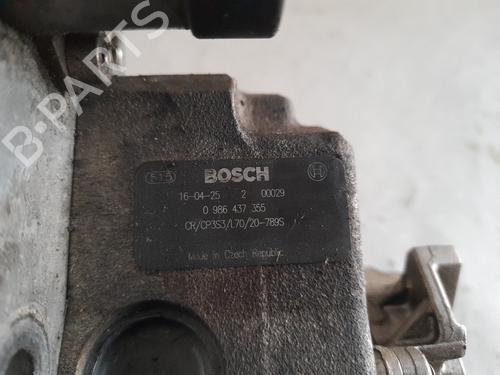 B-PARTS
515 BOSCH
16-04-25 2 00029
0 986 437 355
CR/CP3S3/L70/20-789S
Made in Czech Republic